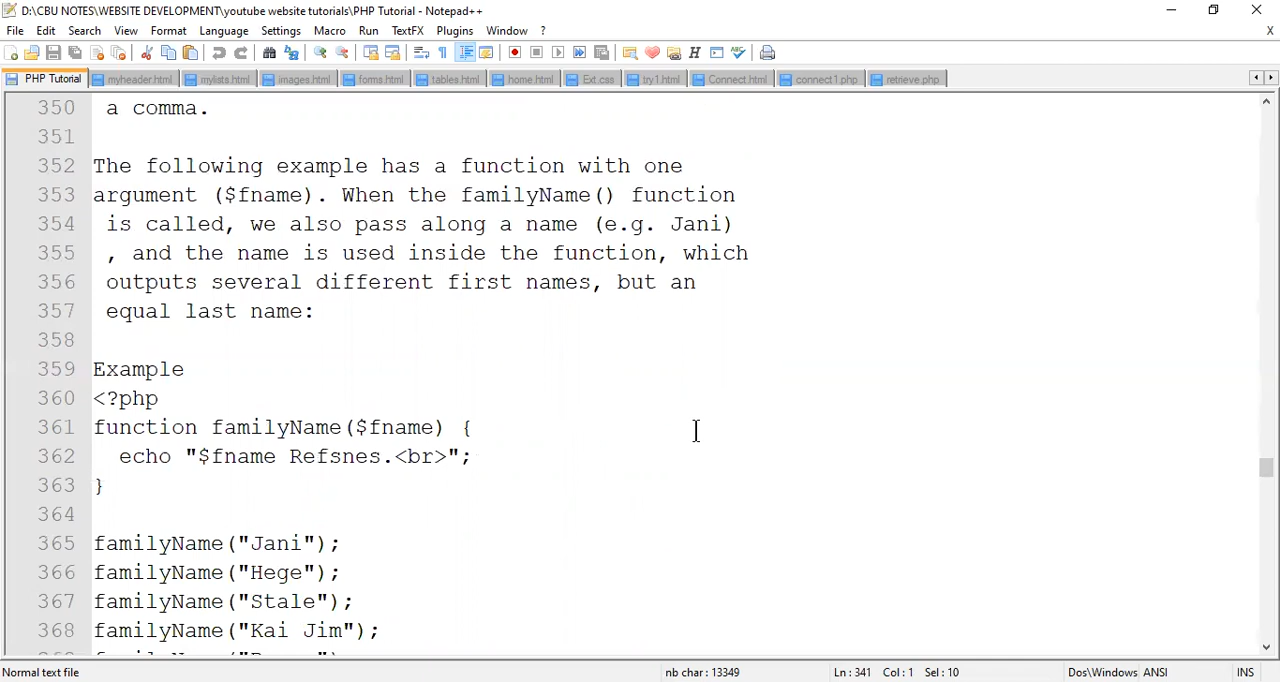 D:\CBU NOTES\WEBSITE DEVELOPMENT\youtube website tutorials\PHP Tutorial - Notepad++
File Edit Search View Format Language Settings Macro Run TextFX Plugins Window ? X
PHP Tutorial myheader.html mylists.html images.html forms.html tables.html home.html Ext.css try1.html Connect.html connect1.php retrieve.php
350 a comma.
351
352 The following example has a function with one
353 argument ($fname). When the familyName() function
354 is called, we also pass along a name (e.g. Jani)
355 , and the name is used inside the function, which
356 outputs several different first names, but an
357 equal last name:
358
359 Example
360 <?php
361 function familyName($fname) {
362 echo "$fname Refsnes.<br>";
363 }
364
365 familyName("Jani");
366 familyName("Hege");
367 familyName("Stale");
368 familyName("Kai Jim");
Normal text file nb char : 13349 Ln : 341 Col : 1 Sel : 10 Dos\Windows ANSI INS